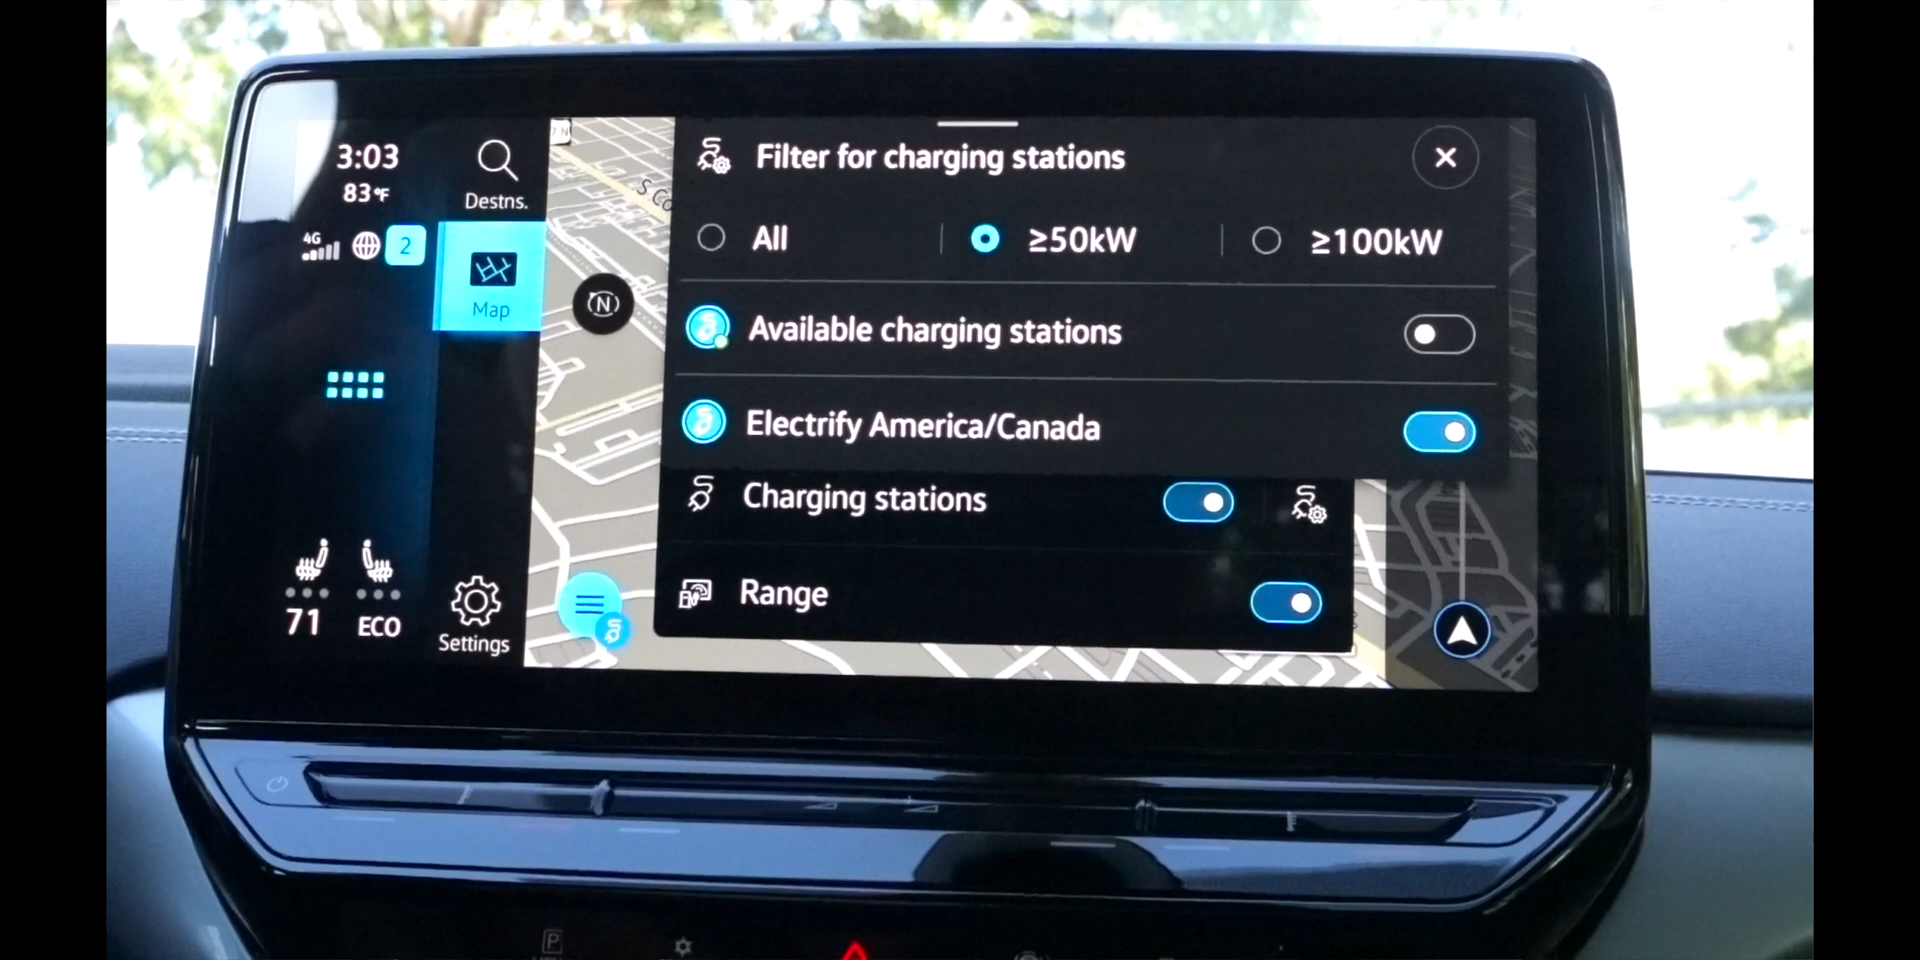 3:03
83°F
4G
2
Destns.
Map
N
S Co
Filter for charging stations
All
≥50kW
≥100kW
Available charging stations
Electrify America/Canada
Charging stations
Range
71
ECO
Settings
P